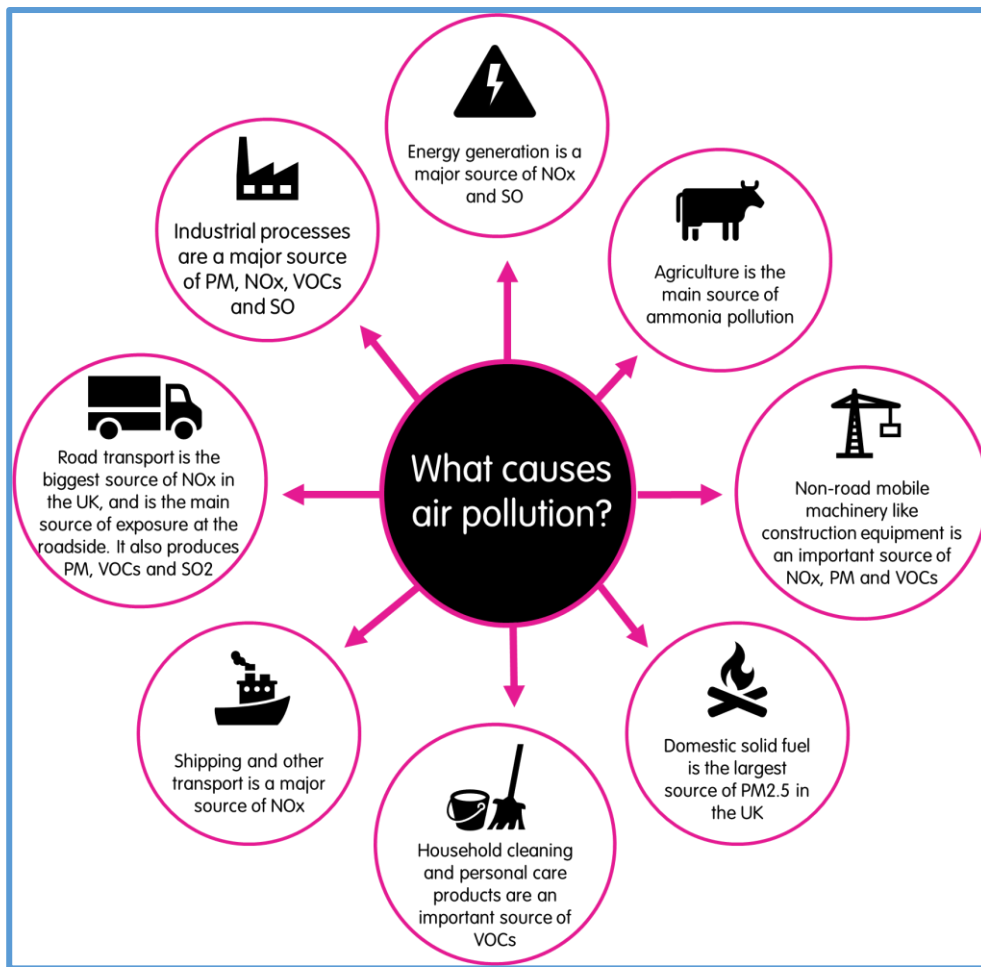 What causes
air pollution?
Energy generation is a
major source of NOx
and SO
Agriculture is the
main source of
ammonia pollution
Non-road mobile
machinery like
construction equipment is
an important source of
NOx, PM and VOCs
Domestic solid fuel
is the largest
source of PM2.5 in
the UK
Household cleaning
and personal care
products are an
important source of
VOCs
Shipping and other
transport is a major
source of NOx
Road transport is the
biggest source of NOx in
the UK, and is the main
source of exposure at the
roadside. It also produces
PM, VOCs and SO2
Industrial processes
are a major source
of PM, NOx, VOCs
and SO